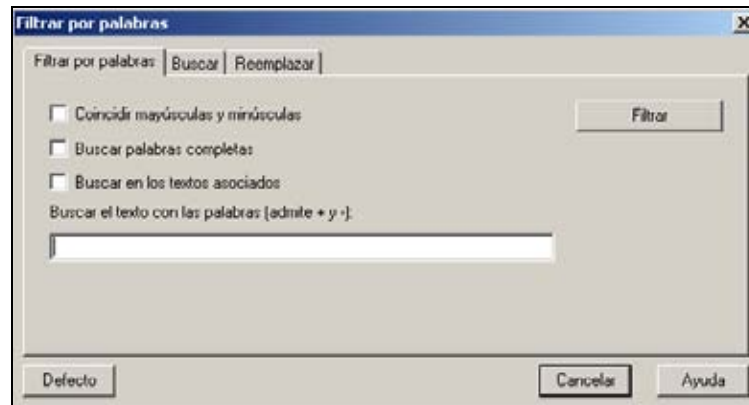 Filtrar por palabras
Filtrar por palabras Buscar Reemplazar
Coincidir mayúsculas y minúsculas
Filtrar
Buscar palabras completas
Buscar en los textos asociados
Buscar el texto con las palabras (admite + y -):
Defecto Cancelar Ayuda